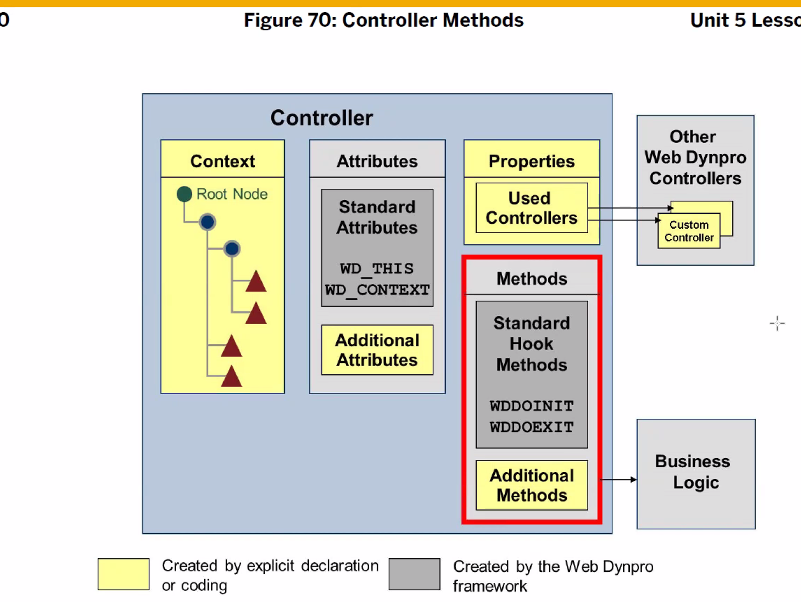 0
Figure 70: Controller Methods
Unit 5 Lesso
Controller
Context
Root Node
Attributes
Standard
Attributes
WD_THIS
WD_CONTEXT
Additional
Attributes
Properties
Used
Controllers
Methods
Standard
Hook
Methods
WDDOINIT
WDDOEXIT
Additional
Methods
Other
Web Dynpro
Controllers
Custom
Controller
Business
Logic
Created by explicit declaration
or coding
Created by the Web Dynpro
framework